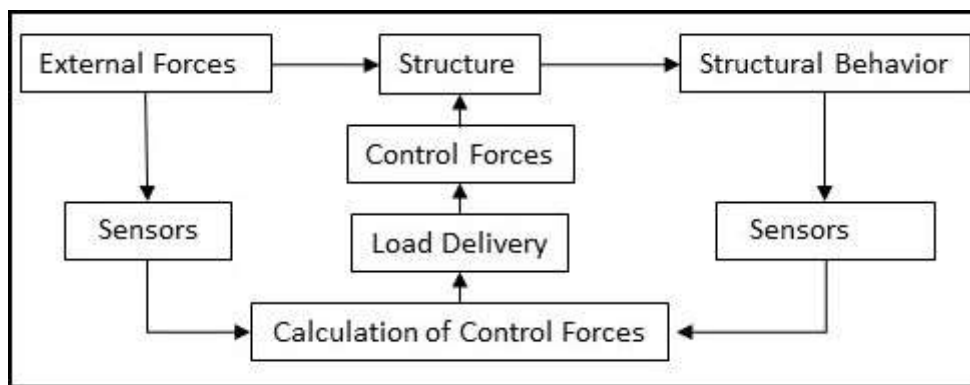 External Forces
Structure
Structural Behavior
Control Forces
Sensors
Load Delivery
Sensors
Calculation of Control Forces